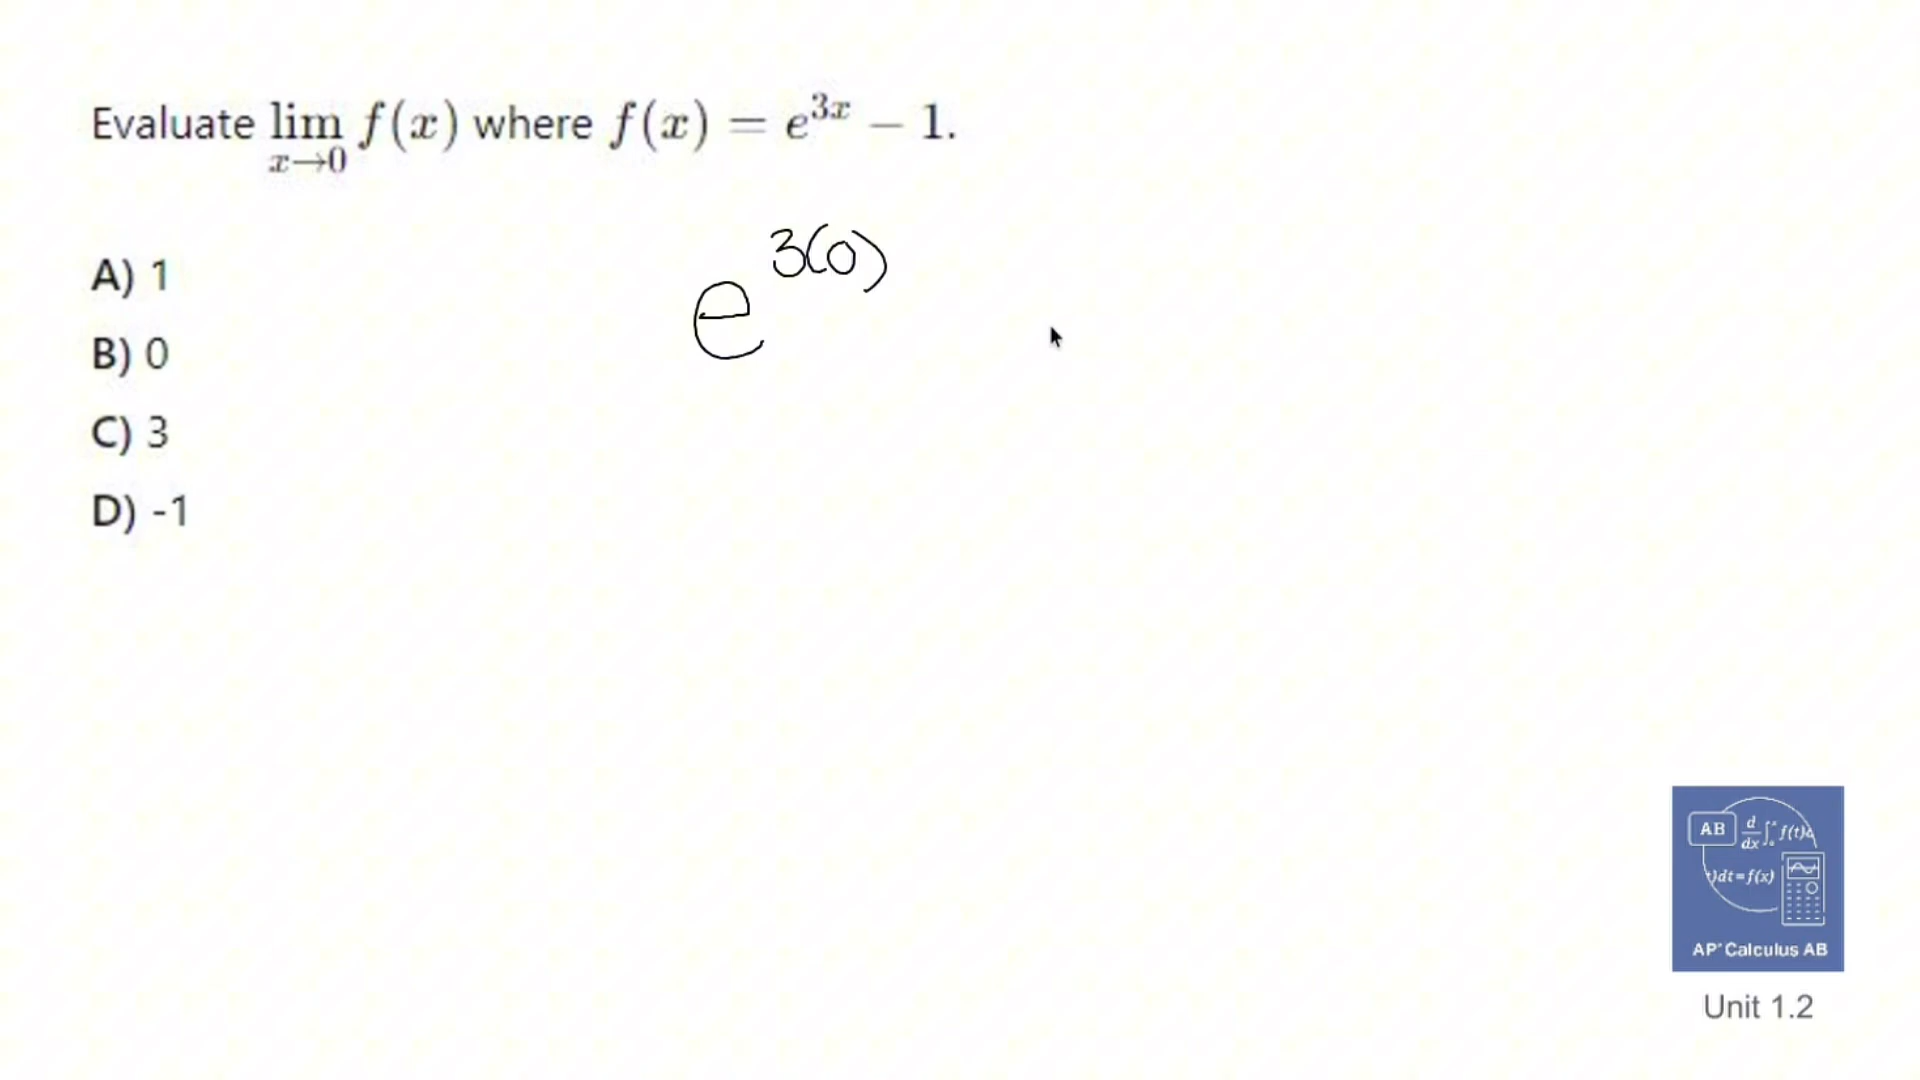 Evaluate lim x→0 f(x) where f(x) = e^{3x} − 1.
A) 1
B) 0
C) 3
D) -1
e^{3(0)}
AB d/dx ∫ f(t)d
t)dt=f(x)
AP® Calculus AB
Unit 1.2